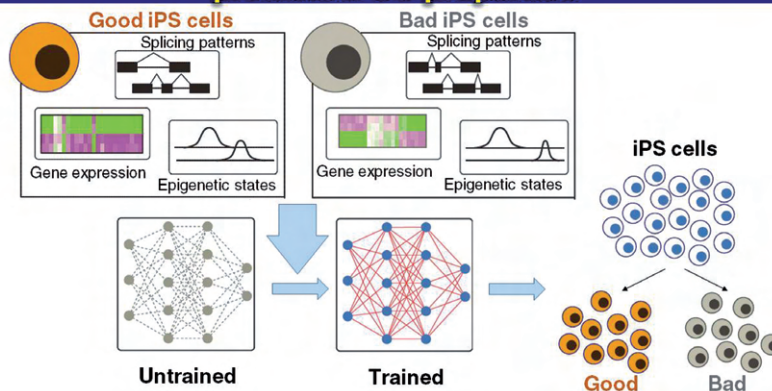 Good iPS cells
Bad iPS cells
Splicing patterns
Splicing patterns
Gene expression
Epigenetic states
Gene expression
Epigenetic states
iPS cells
Untrained
Trained
Good
Bad